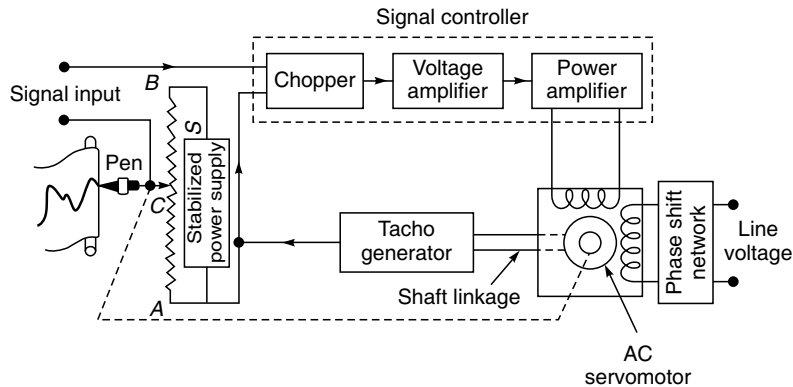 Signal controller
Chopper
Voltage
amplifier
Power
amplifier
Signal input
B
S
Stabilized
power supply
Pen
C
A
Tacho
generator
Shaft linkage
Phase shift
network
Line
voltage
AC
servomotor